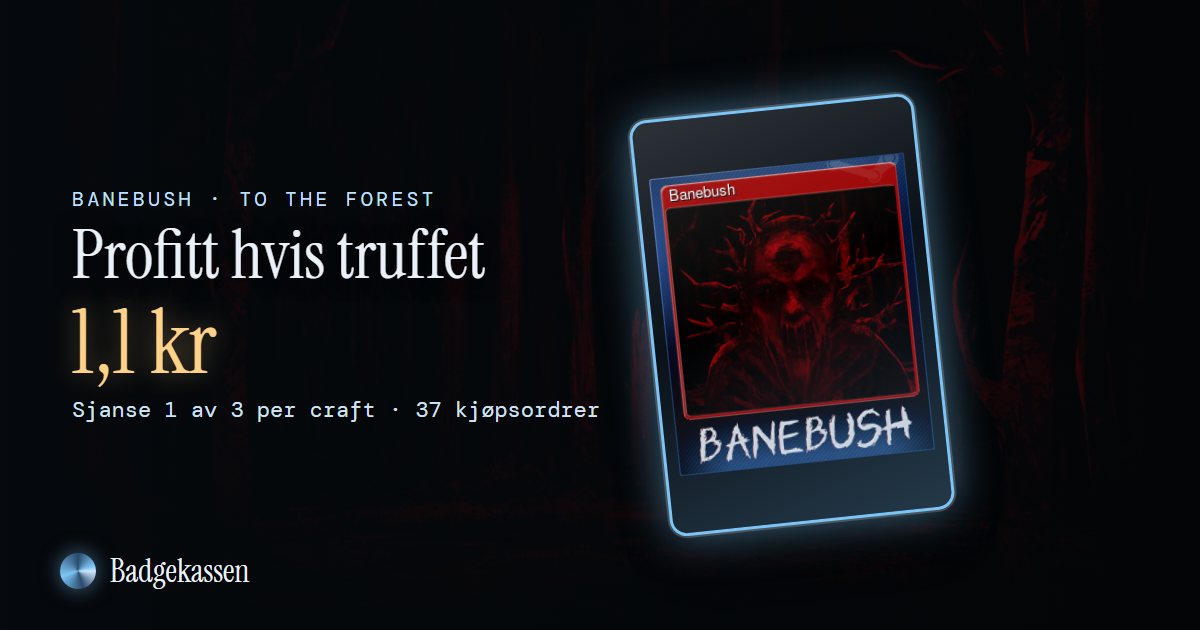 BANEBUSH · TO THE FOREST
Profitt hvis truffet
1,1 kr
Sjanse 1 av 3 per craft · 37 kjøpsordrer
Badgekassen
Banebush
BANEBUSH